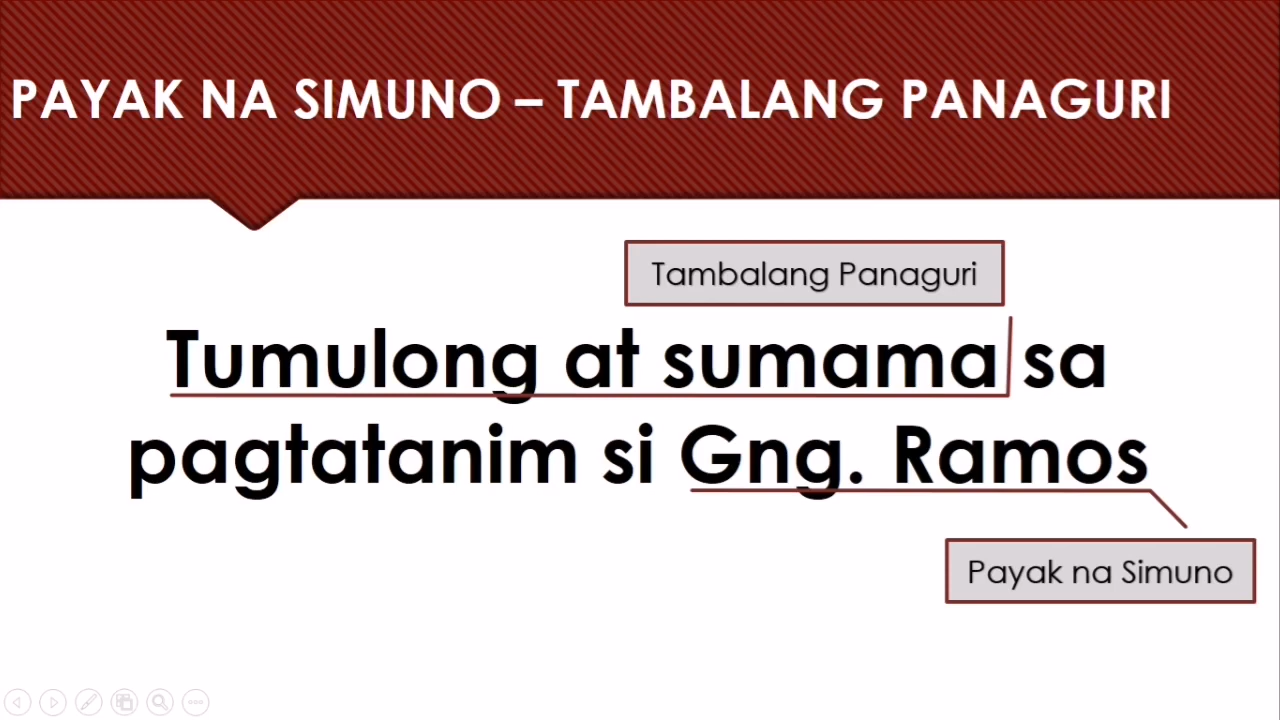 PAYAK NA SIMUNO – TAMBALANG PANAGURI
Tambalang Panaguri
Tumulong at sumama sa
pagtatanim si Gng. Ramos
Payak na Simuno